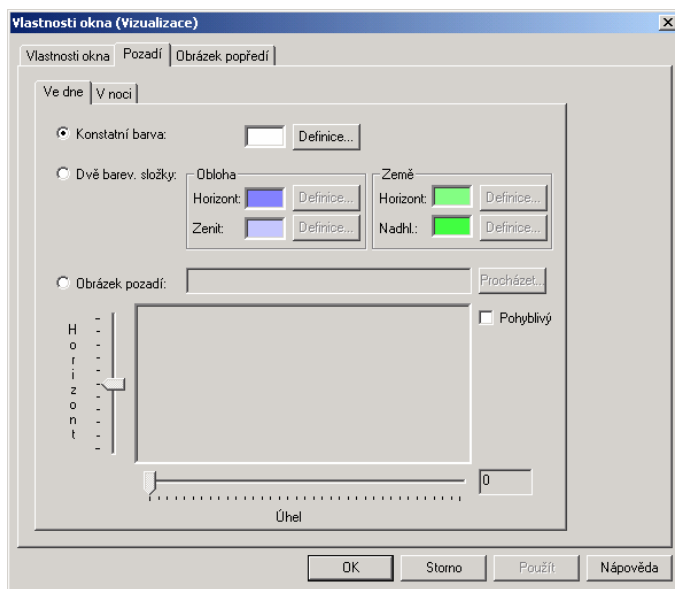 Vlastnosti okna (Vizualizace)
Vlastnosti okna Pozadí Obrázek popředí
Ve dne V noci
Konstatní barva: Definice...
Dvě barev. složky: Obloha Země
Horizont: Definice... Horizont: Definice...
Zenit: Definice... Nadhl.: Definice...
Obrázek pozadí: Procházet...
Pohyblivý
Horizont
0
Úhel
OK Storno Použít Nápověda